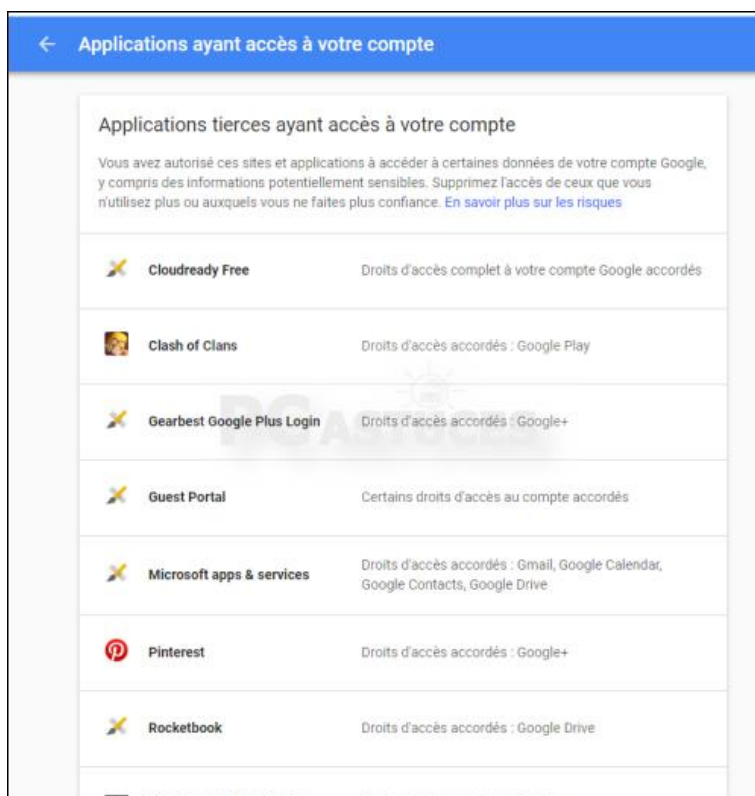 Applications ayant accès à votre compte
Applications tierces ayant accès à votre compte
Vous avez autorisé ces sites et applications à accéder à certaines données de votre compte Google,
y compris des informations potentiellement sensibles. Supprimez l'accès de ceux que vous
n'utilisez plus ou auxquels vous ne faites plus confiance. En savoir plus sur les risques
Cloudready Free Droits d'accès complet à votre compte Google accordés
Clash of Clans Droits d'accès accordés : Google Play
PC ASTUCES
Gearbest Google Plus Login Droits d'accès accordés : Google+
Guest Portal Certains droits d'accès au compte accordés
Microsoft apps & services Droits d'accès accordés : Gmail, Google Calendar,
Google Contacts, Google Drive
Pinterest Droits d'accès accordés : Google+
Rocketbook Droits d'accès accordés : Google Drive